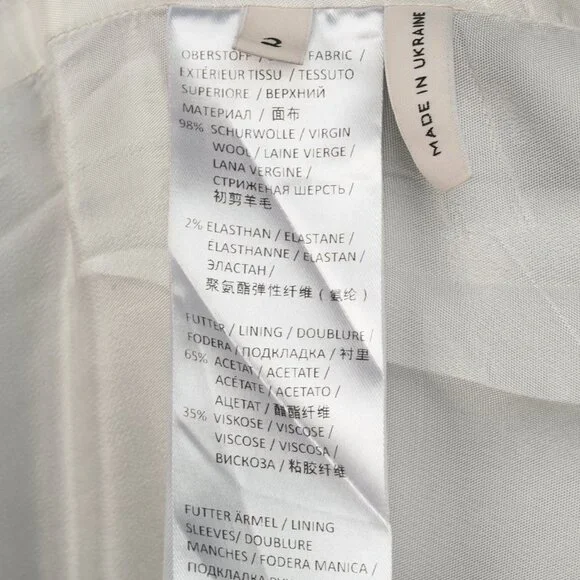 2
MADE IN UKRAINE
OBERSTOFF / FABRIC /
EXTÉRIEUR TISSU / TESSUTO
SUPERIORE / ВЕРХНИЙ
МАТЕРИАЛ / 面布
98% SCHURWOLLE / VIRGIN
WOOL / LAINE VIERGE /
LANA VERGINE /
СТРИЖЕНАЯ ШЕРСТЬ /
初剪羊毛
2% ELASTHAN / ELASTANE /
ÉLASTHANNE / ELASTAN /
ЭЛАСТАН /
聚氨酯弹性纤维 ( 氨纶 )
FUTTER / LINING / DOUBLURE /
FODERA / ПОДКЛАДКА / 衬里
65% ACETAT / ACETATE /
ACÉTATE / ACETATO /
АЦЕТАТ / 醋酯纤维
35% VISKOSE / VISCOSE /
VISCOSE / VISCOSA /
ВИСКОЗА / 粘胶纤维
FUTTER ÄRMEL / LINING
SLEEVES/ DOUBLURE
MANCHES / FODERA MANICA /
ПОДКЛАДКА